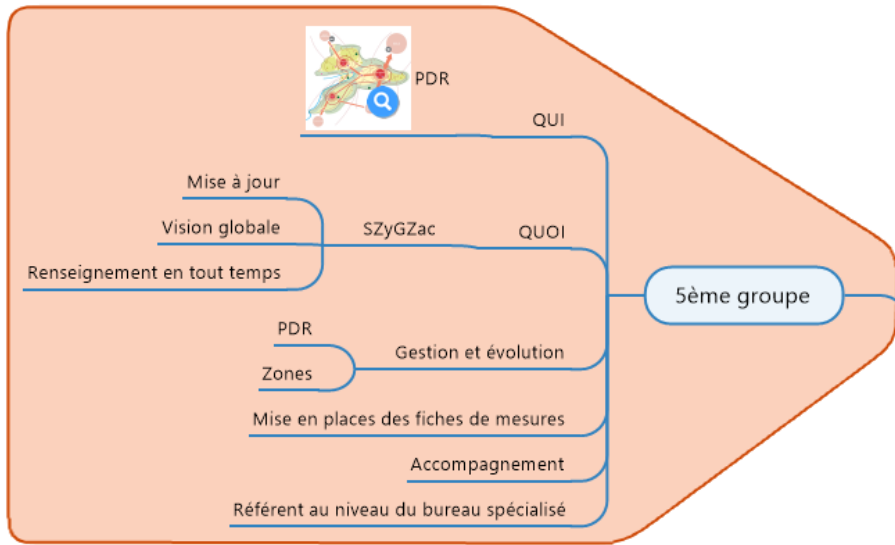 PDR
QUI
Mise à jour
Vision globale
SZyGZac
QUOI
Renseignement en tout temps
5ème groupe
PDR
Gestion et évolution
Zones
Mise en places des fiches de mesures
Accompagnement
Référent au niveau du bureau spécialisé